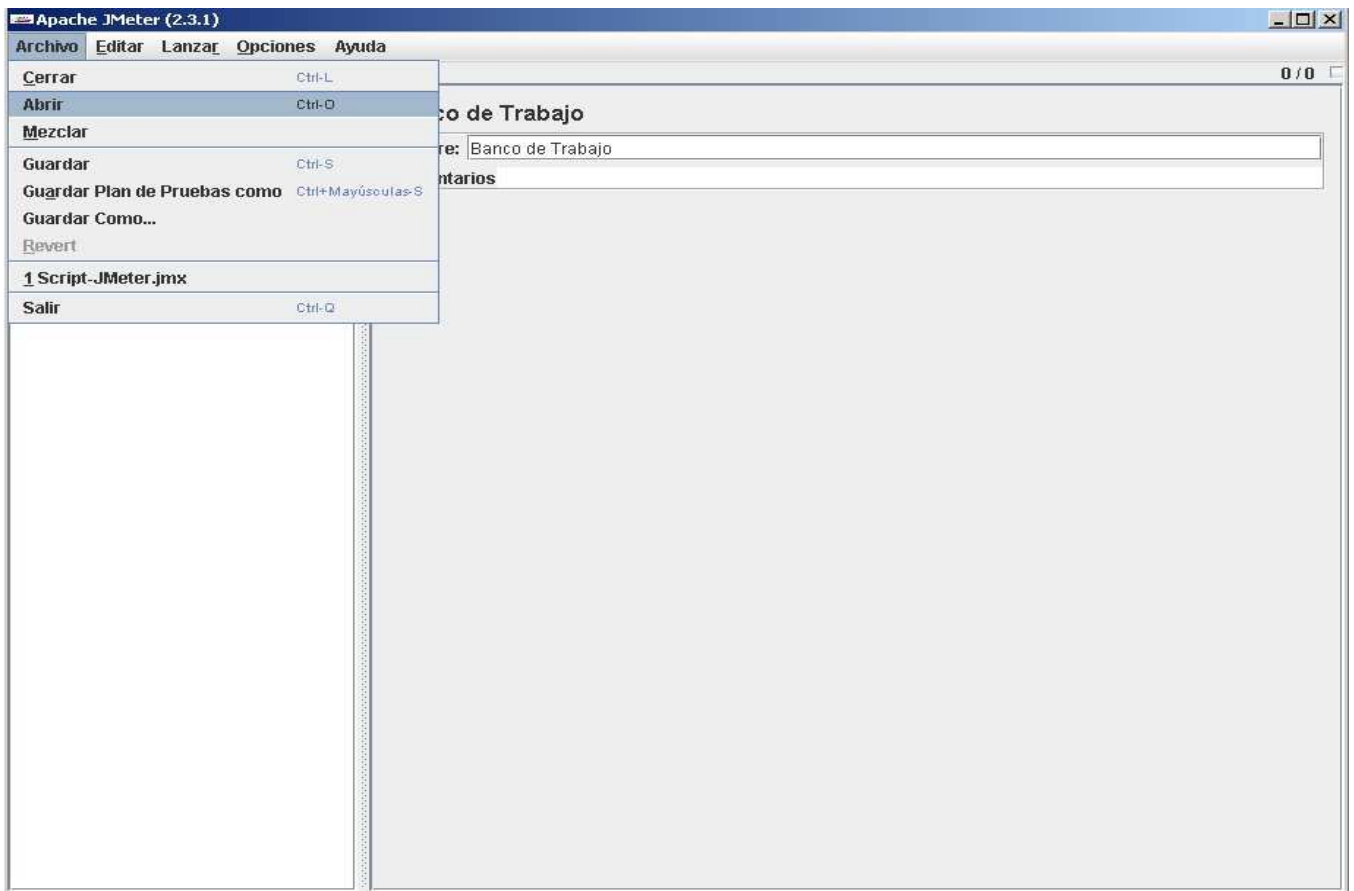 Apache JMeter (2.3.1)
Archivo Editar Lanzar Opciones Ayuda
0 / 0
Cerrar Ctrl-L
Abrir Ctrl-O
Mezclar
Guardar Ctrl-S
Guardar Plan de Pruebas como Ctrl+Mayúsculas-S
Guardar Como...
Revert
1 Script-JMeter.jmx
Salir Ctrl-Q
co de Trabajo
re: Banco de Trabajo
ntarios